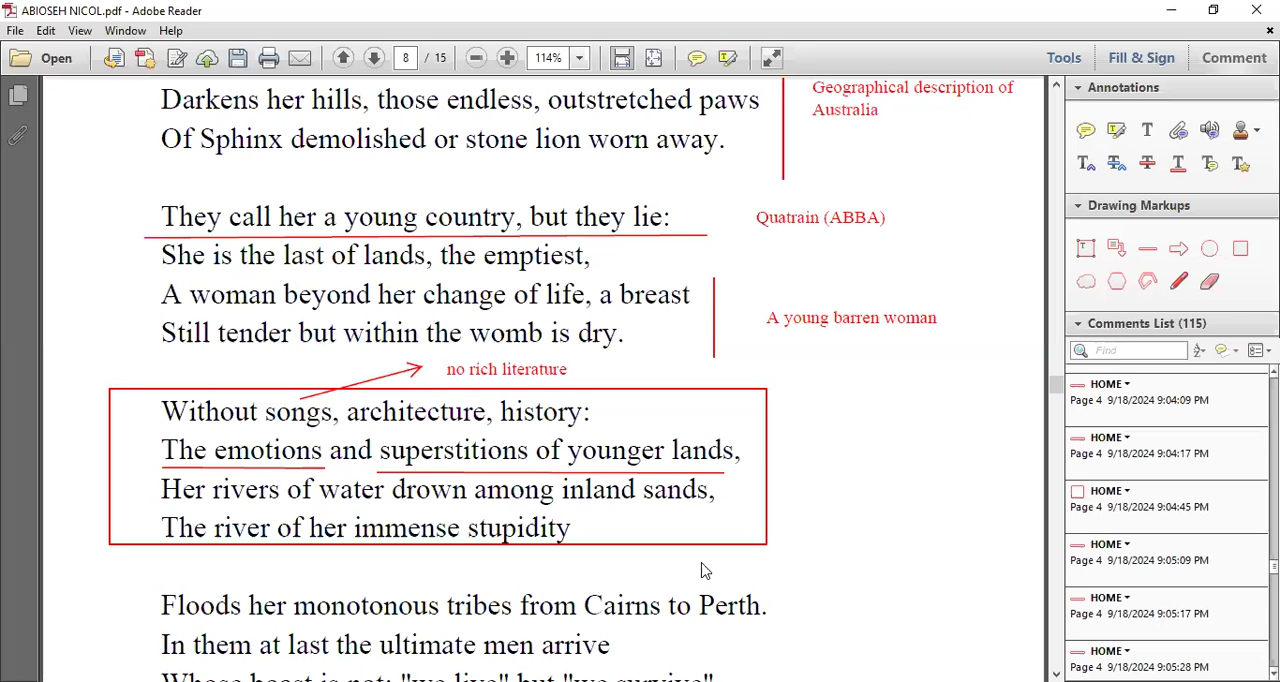 ABIOSEH NICOL.pdf - Adobe Reader
File Edit View Window Help
Open 8 / 15 114% Tools Fill & Sign Comment
Darkens her hills, those endless, outstretched paws
Of Sphinx demolished or stone lion worn away.
Geographical description of
Australia
They call her a young country, but they lie:
Quatrain (ABBA)
She is the last of lands, the emptiest,
A woman beyond her change of life, a breast
Still tender but within the womb is dry.
A young barren woman
no rich literature
Without songs, architecture, history:
The emotions and superstitions of younger lands,
Her rivers of water drown among inland sands,
The river of her immense stupidity
Floods her monotonous tribes from Cairns to Perth.
In them at last the ultimate men arrive
Whose boast is not: "we live" but "we survive"
Annotations
Drawing Markups
Comments List (115)
Find
HOME
Page 4 9/18/2024 9:04:09 PM
HOME
Page 4 9/18/2024 9:04:17 PM
HOME
Page 4 9/18/2024 9:04:45 PM
HOME
Page 4 9/18/2024 9:05:09 PM
HOME
Page 4 9/18/2024 9:05:17 PM
HOME
Page 4 9/18/2024 9:05:28 PM